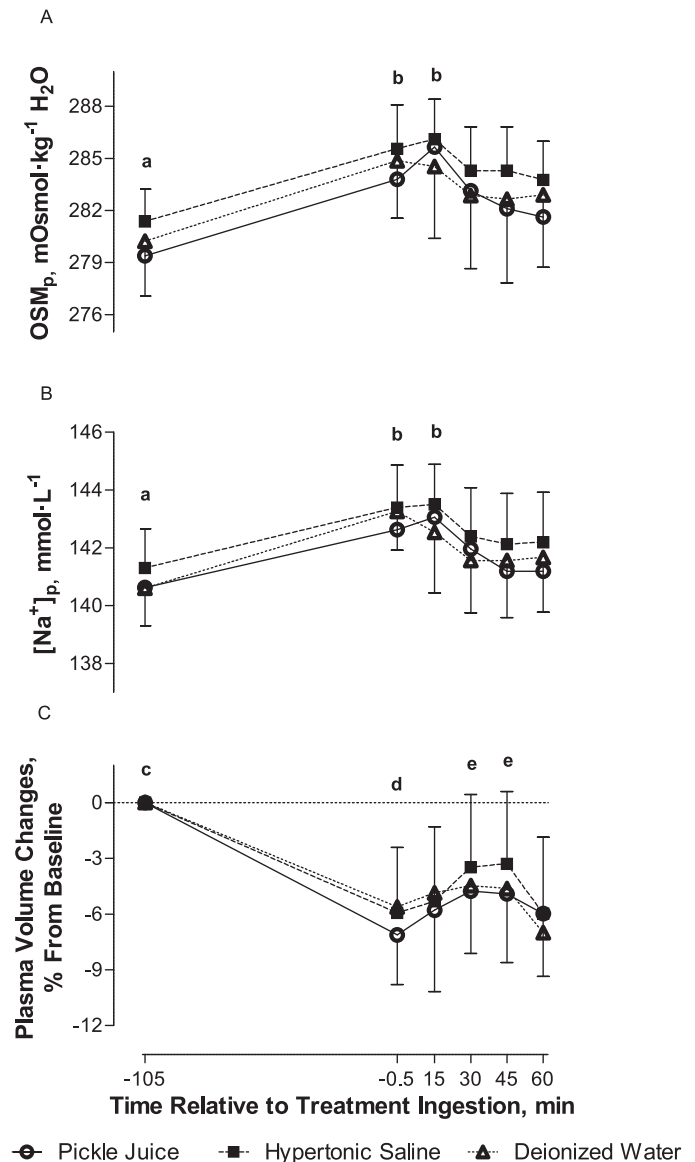 A
OSMp, mOsmol·kg⁻¹ H₂O
288
285
282
279
276
a
b
b
B
[Na⁺]p, mmol·L⁻¹
146
144
142
140
138
a
b
b
C
Plasma Volume Changes,
% From Baseline
0
-3
-6
-9
-12
c
d
e
e
-105
-0.5
15
30
45
60
Time Relative to Treatment Ingestion, min
Pickle Juice
Hypertonic Saline
Deionized Water